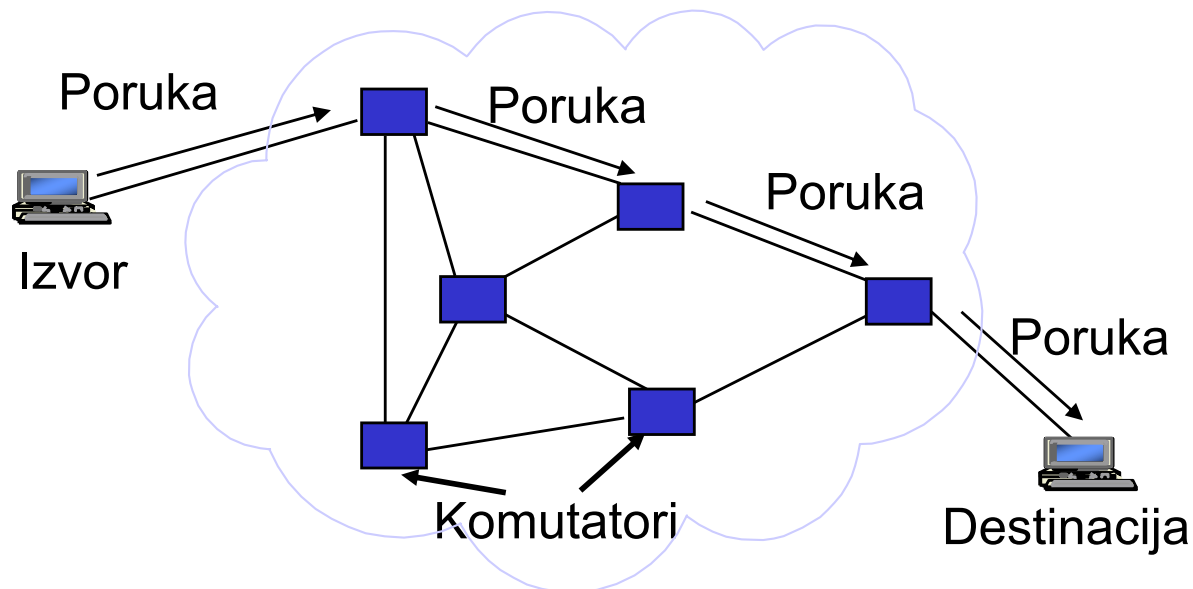 Poruka
Poruka
Poruka
Izvor
Poruka
Komutatori
Destinacija